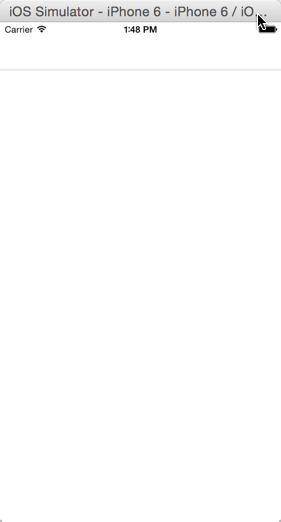 iOS Simulator - iPhone 6 - iPhone 6 / iO...
Carrier 1:48 PM